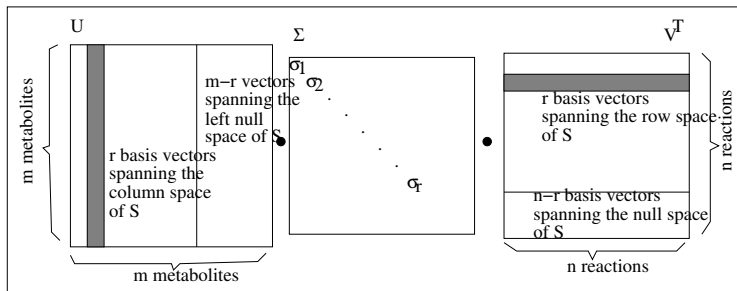 U
Σ
V^T
m metabolites
r basis vectors
spanning the
column space
of S
m−r vectors
spanning the
left null
space of S
σ1
σ2
σr
r basis vectors
spanning the row space
of S
n−r basis vectors
spanning the null space
of S
n reactions
m metabolites
n reactions